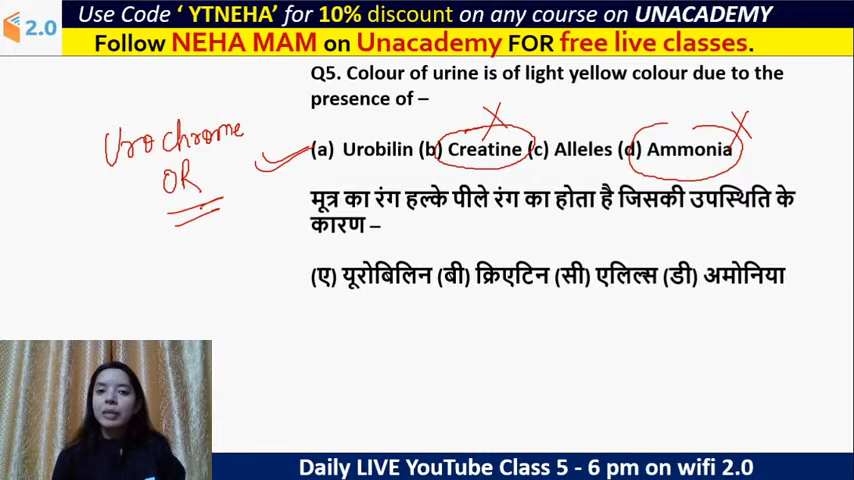 Use Code ‘ YTNEHA’ for 10% discount on any course on UNACADEMY
2.0
Follow NEHA MAM on Unacademy FOR free live classes.
Q5. Colour of urine is of light yellow colour due to the
presence of –
Urochrome
OR
(a) Urobilin (b) Creatine (c) Alleles (d) Ammonia
मूत्र का रंग हल्के पीले रंग का होता है जिसकी उपस्थिति के
कारण –
(ए) यूरोबिलिन (बी) क्रिएटिन (सी) एलिल्स (डी) अमोनिया
Daily LIVE YouTube Class 5 - 6 pm on wifi 2.0